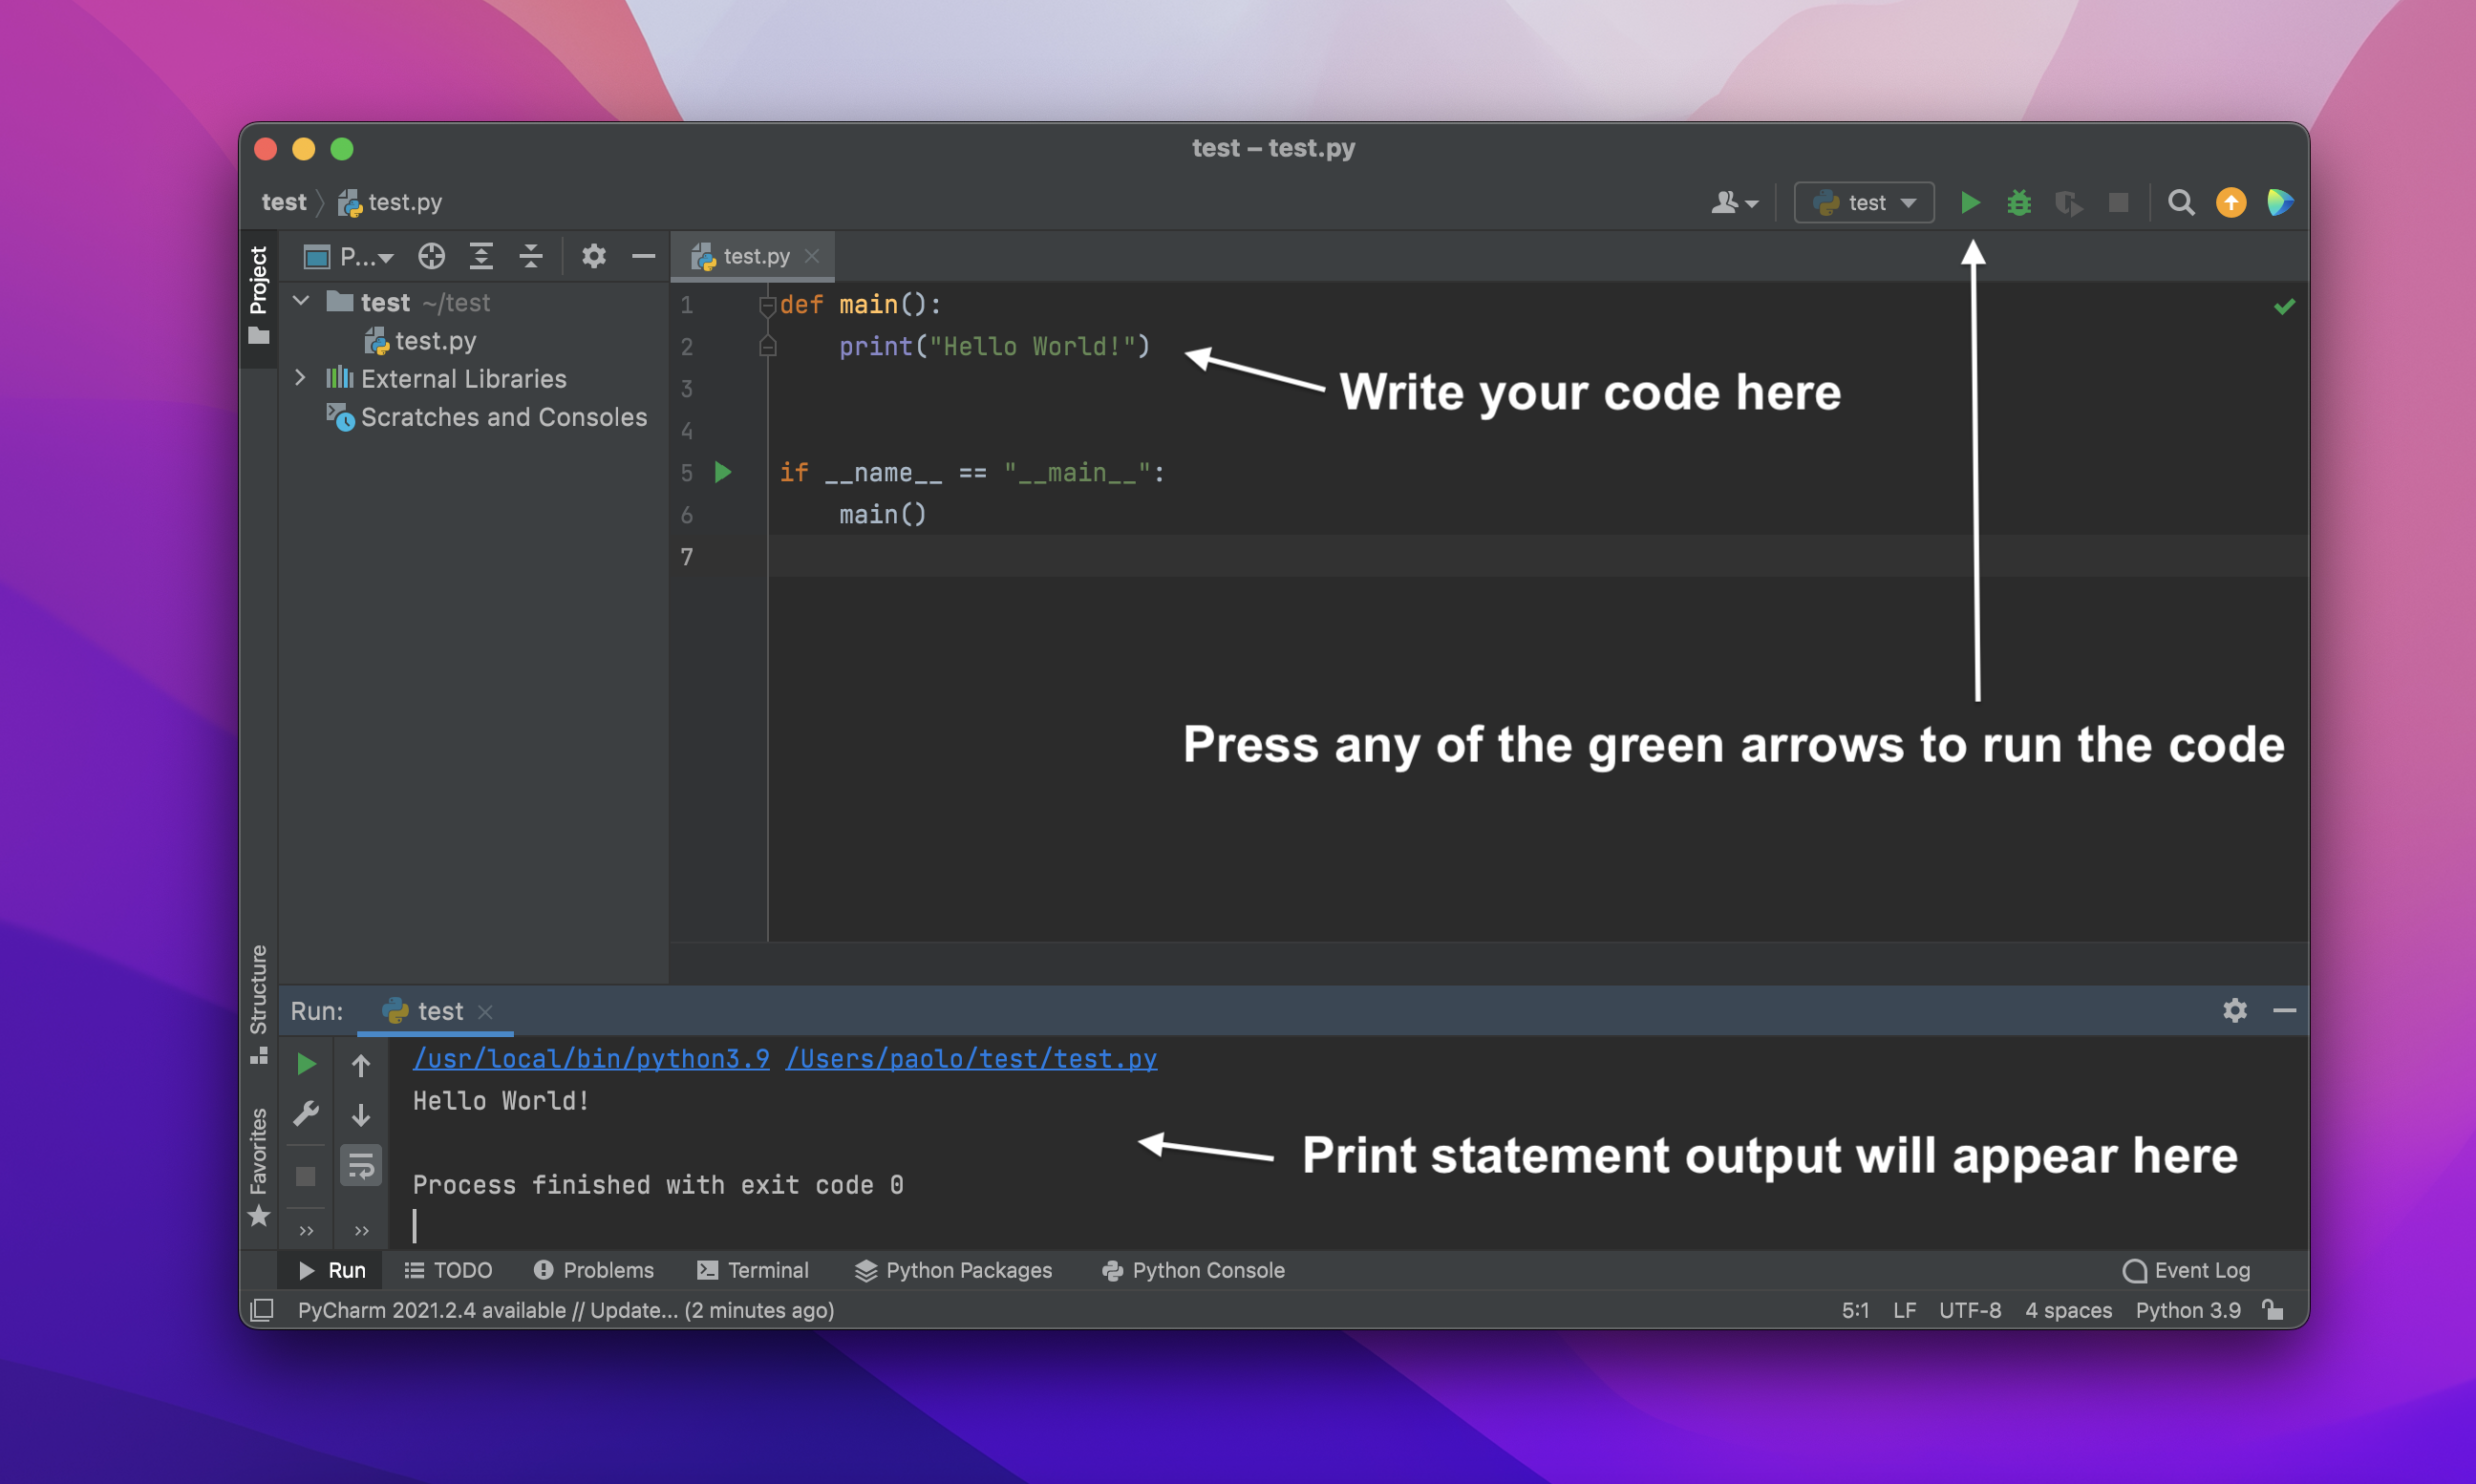 test – test.py
test
test.py
test
Project
P...
test.py
test ~/test
test.py
External Libraries
Scratches and Consoles
1 def main():
2 print("Hello World!")
3
4
5 if __name__ == "__main__":
6 main()
7
Write your code here
Press any of the green arrows to run the code
Structure
Favorites
Run: test
/usr/local/bin/python3.9 /Users/paolo/test/test.py
Hello World!
Process finished with exit code 0
Print statement output will appear here
Run TODO Problems Terminal Python Packages Python Console Event Log
PyCharm 2021.2.4 available // Update... (2 minutes ago) 5:1 LF UTF-8 4 spaces Python 3.9